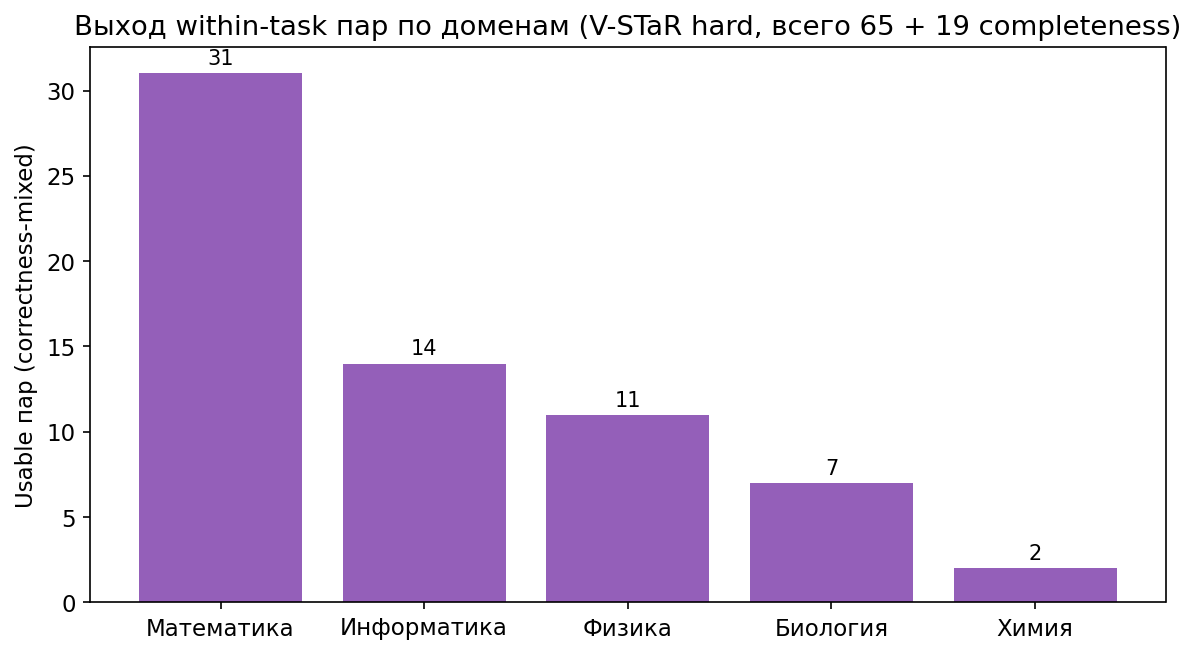 Выход within-task пар по доменам (V-STaR hard, всего 65 + 19 completeness)
Usable пар (correctness-mixed)
30
25
20
15
10
5
0
31
14
11
7
2
Математика
Информатика
Физика
Биология
Химия